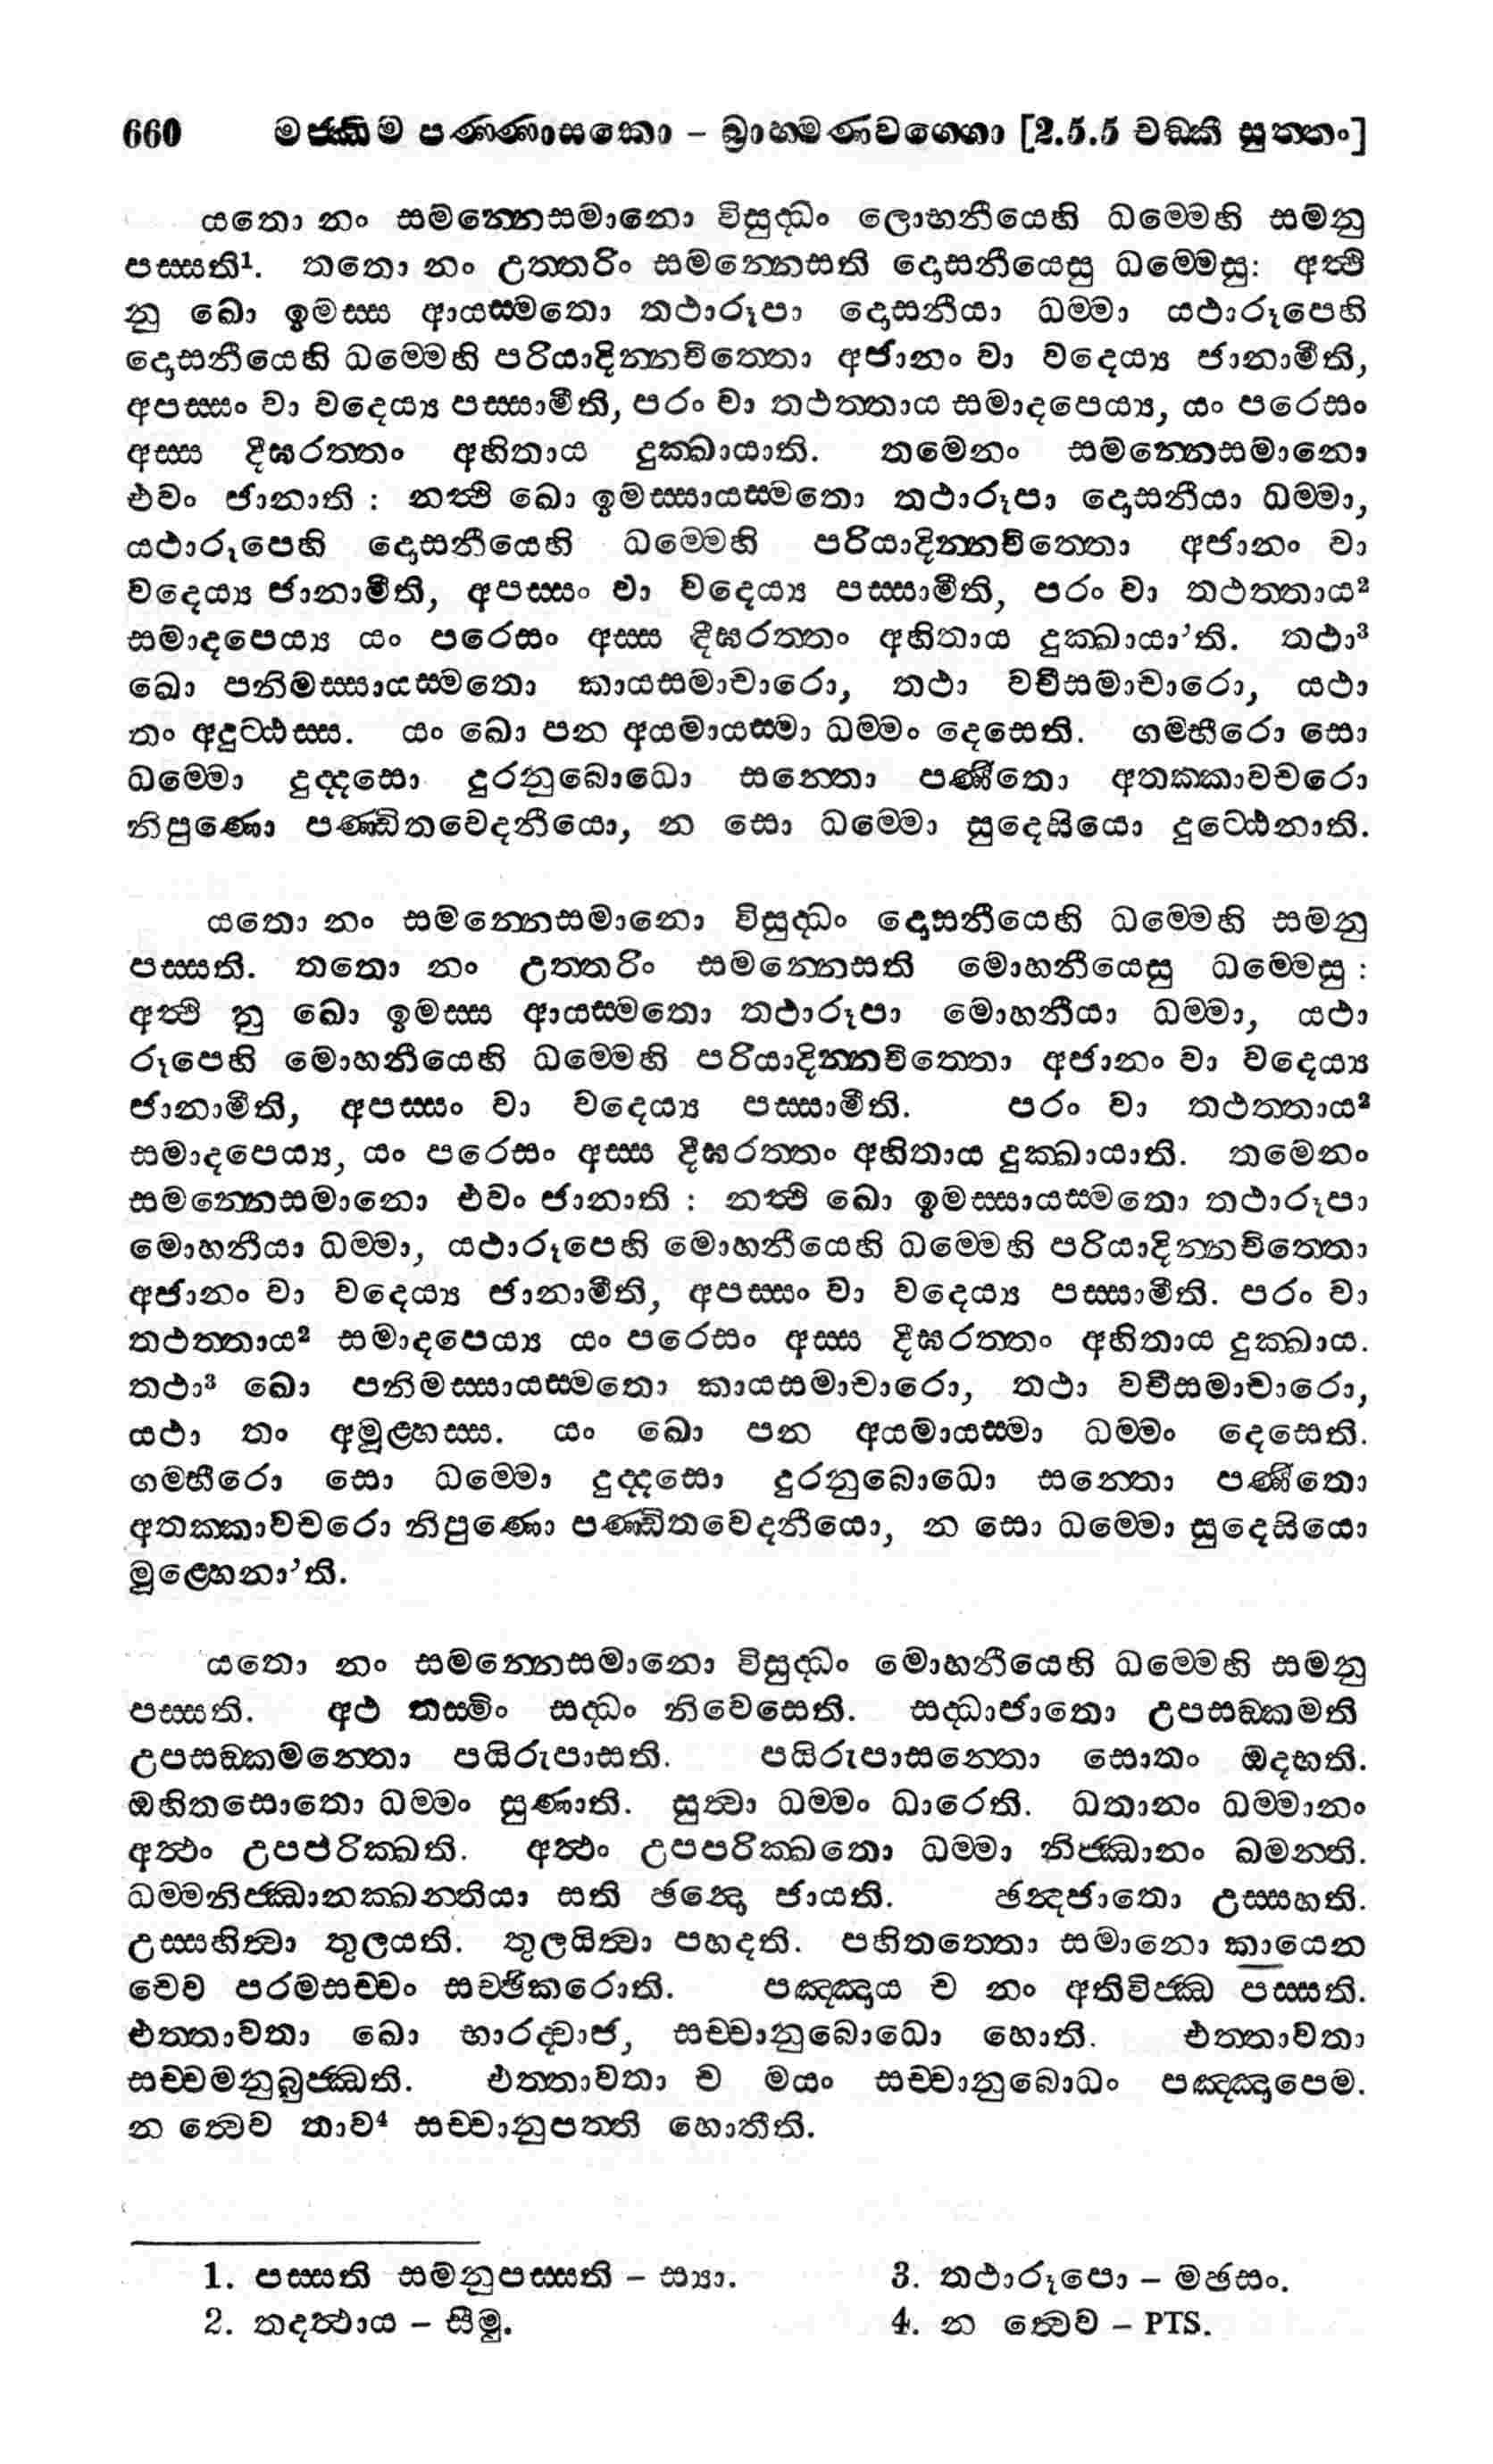 660 මජ්ඣිම පණ්ණාසකො – බ්‍රාහ්මණවග්ගො [2.5.5 චඞ්කී සුත්තං]
යතො නං සමන්නෙසමානො විසුද්ධං ලොභනීයෙහි ධම්මෙහි සමනු
පස්සති¹. තතො නං උත්තරිං සමන්නෙසති දොසනීයෙසු ධම්මෙසු: අත්ථි
නු ඛො ඉමස්ස ආයස්මතො තථාරූපා දොසනීයා ධම්මා යථාරූපෙහි
දොසනීයෙහි ධම්මෙහි පරියාදින්නචිත්තො අජානං වා වදෙය්‍ය ජානාමීති,
අපස්සං වා වදෙය්‍ය පස්සාමීති, පරං වා තථත්තාය සමාදපෙය්‍ය, යං පරෙසං
අස්ස දීඝරත්තං අහිතාය දුක්ඛායාති. තමෙනං සමන්නෙසමානො
එවං ජානාති : නත්ථි ඛො ඉමස්සායස්මතො තථාරූපා දොසනීයා ධම්මා,
යථාරූපෙහි දොසනීයෙහි ධම්මෙහි පරියාදින්නචිත්තො අජානං වා
වදෙය්‍ය ජානාමීති, අපස්සං වා වදෙය්‍ය පස්සාමීති, පරං වා තථත්තාය²
සමාදපෙය්‍ය යං පරෙසං අස්ස දීඝරත්තං අහිතාය දුක්ඛායා’ති. තථා³
ඛො පනිමස්සායස්මතො කායසමාචාරො, තථා වචීසමාචාරො, යථා
තං අදුට්ඨස්ස. යං ඛො පන අයමායස්මා ධම්මං දෙසෙති. ගම්භීරො සො
ධම්මො දුද්දසො දුරනුබොධො සන්තො පණීතො අතක්කාවචරො
නිපුණො පණ්ඩිතවෙදනීයො, න සො ධම්මො සුදෙසියො දුට්ඨෙනාති.
යතො නං සමන්නෙසමානො විසුද්ධං දොසනීයෙහි ධම්මෙහි සමනු
පස්සති. තතො නං උත්තරිං සමන්නෙසති මොහනීයෙසු ධම්මෙසු :
අත්ථි නු ඛො ඉමස්ස ආයස්මතො තථාරූපා මොහනීයා ධම්මා, යථා
රූපෙහි මොහනීයෙහි ධම්මෙහි පරියාදින්නචිත්තො අජානං වා වදෙය්‍ය
ජානාමීති, අපස්සං වා වදෙය්‍ය පස්සාමීති. පරං වා තථත්තාය²
සමාදපෙය්‍ය, යං පරෙසං අස්ස දීඝරත්තං අහිතාය දුක්ඛායාති. තමෙනං
සමන්නෙසමානො එවං ජානාති : නත්ථි ඛො ඉමස්සායස්මතො තථාරූපා
මොහනීයා ධම්මා, යථාරූපෙහි මොහනීයෙහි ධම්මෙහි පරියාදින්නචිත්තො
අජානං වා වදෙය්‍ය ජානාමීති, අපස්සං වා වදෙය්‍ය පස්සාමීති. පරං වා
තථත්තාය² සමාදපෙය්‍ය යං පරෙසං අස්ස දීඝරත්තං අහිතාය දුක්ඛාය.
තථා³ ඛො පනිමස්සායස්මතො කායසමාචාරො, තථා වචීසමාචාරො,
යථා තං අමූළ්හස්ස. යං ඛො පන අයමායස්මා ධම්මං දෙසෙති.
ගම්භීරො සො ධම්මො දුද්දසො දුරනුබොධො සන්තො පණීතො
අතක්කාවචරො නිපුණො පණ්ඩිතවෙදනීයො, න සො ධම්මො සුදෙසියො
මූළ්හෙනා’ති.
යතො නං සමන්නෙසමානො විසුද්ධං මොහනීයෙහි ධම්මෙහි සමනු
පස්සති. අථ තස්මිං සද්ධං නිවෙසෙති. සද්ධාජාතො උපසඞ්කමති
උපසඞ්කමන්තො පයිරුපාසති. පයිරුපාසන්තො සොතං ඔදභති.
ඔහිතසොතො ධම්මං සුණාති. සුත්වා ධම්මං ධාරෙති. ධතානං ධම්මානං
අත්ථං උපපරික්ඛති. අත්ථං උපපරික්ඛතො ධම්මා නිජ්ඣානං ඛමන්ති.
ධම්මනිජ්ඣානක්ඛන්තියා සති ඡන්දො ජායති. ඡන්දජාතො උස්සහති.
උස්සහිත්වා තුලයති. තුලයිත්වා පහදති. පහිතත්තො සමානො කායෙන
චෙව පරමසච්චං සච්ඡිකරොති. පඤ්ඤාය ච නං අතිවිජ්ඣ පස්සති.
එත්තාවතා ඛො භාරද්වාජ, සච්චානුබොධො හොති. එත්තාවතා
සච්චමනුබුජ්ඣති. එත්තාවතා ච මයං සච්චානුබොධං පඤ්ඤාපෙම.
න ත්වෙව තාව⁴ සච්චානුපත්ති හොතීති.
1. පස්සති සමනුපස්සති – ස්‍යා.
2. තදත්ථාය – සීමු.
3. තථාරූපො – මඡසං.
4. න ත්වෙව – PTS.